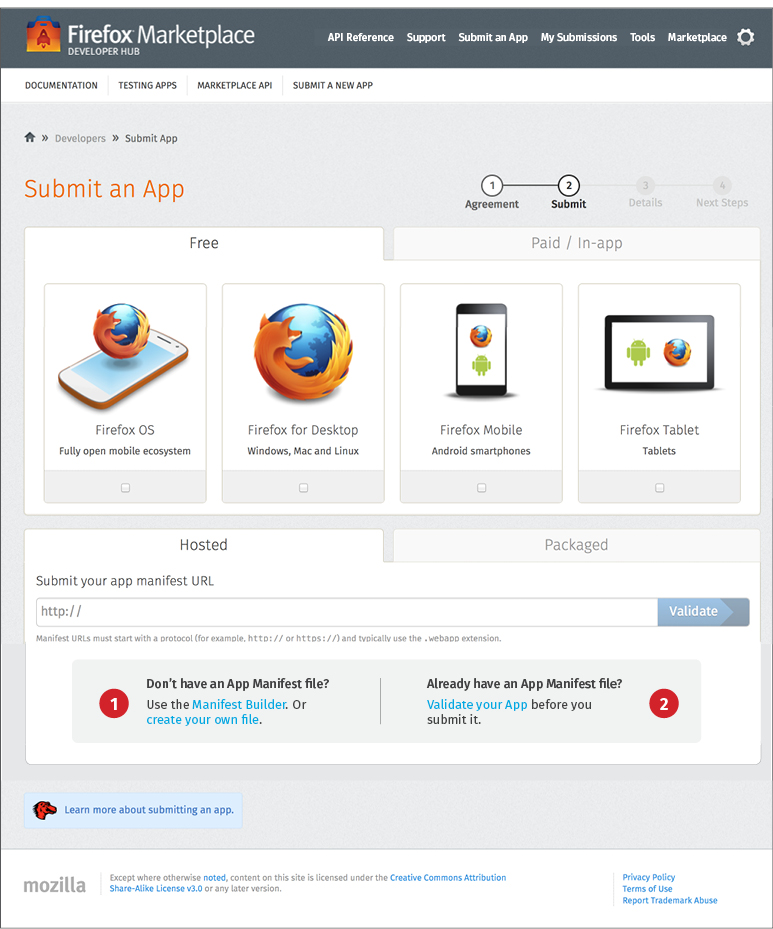 Firefox Marketplace
DEVELOPER HUB
API Reference Support Submit an App My Submissions Tools Marketplace
DOCUMENTATION TESTING APPS MARKETPLACE API SUBMIT A NEW APP
» Developers » Submit App
Submit an App
1 2 3 4
Agreement Submit Details Next Steps
Free Paid / In-app
Firefox OS Firefox for Desktop Firefox Mobile Firefox Tablet
Fully open mobile ecosystem Windows, Mac and Linux Android smartphones Tablets
Hosted Packaged
Submit your app manifest URL
http:// Validate
Manifest URLs must start with a protocol (for example, http:// or https://) and typically use the .webapp extension.
1
Don't have an App Manifest file?
Use the Manifest Builder. Or
create your own file.
Already have an App Manifest file?
Validate your App before you
submit it.
2
Learn more about submitting an app.
mozilla
Except where otherwise noted, content on this site is licensed under the Creative Commons Attribution
Share-Alike License v3.0 or any later version.
Privacy Policy
Terms of Use
Report Trademark Abuse